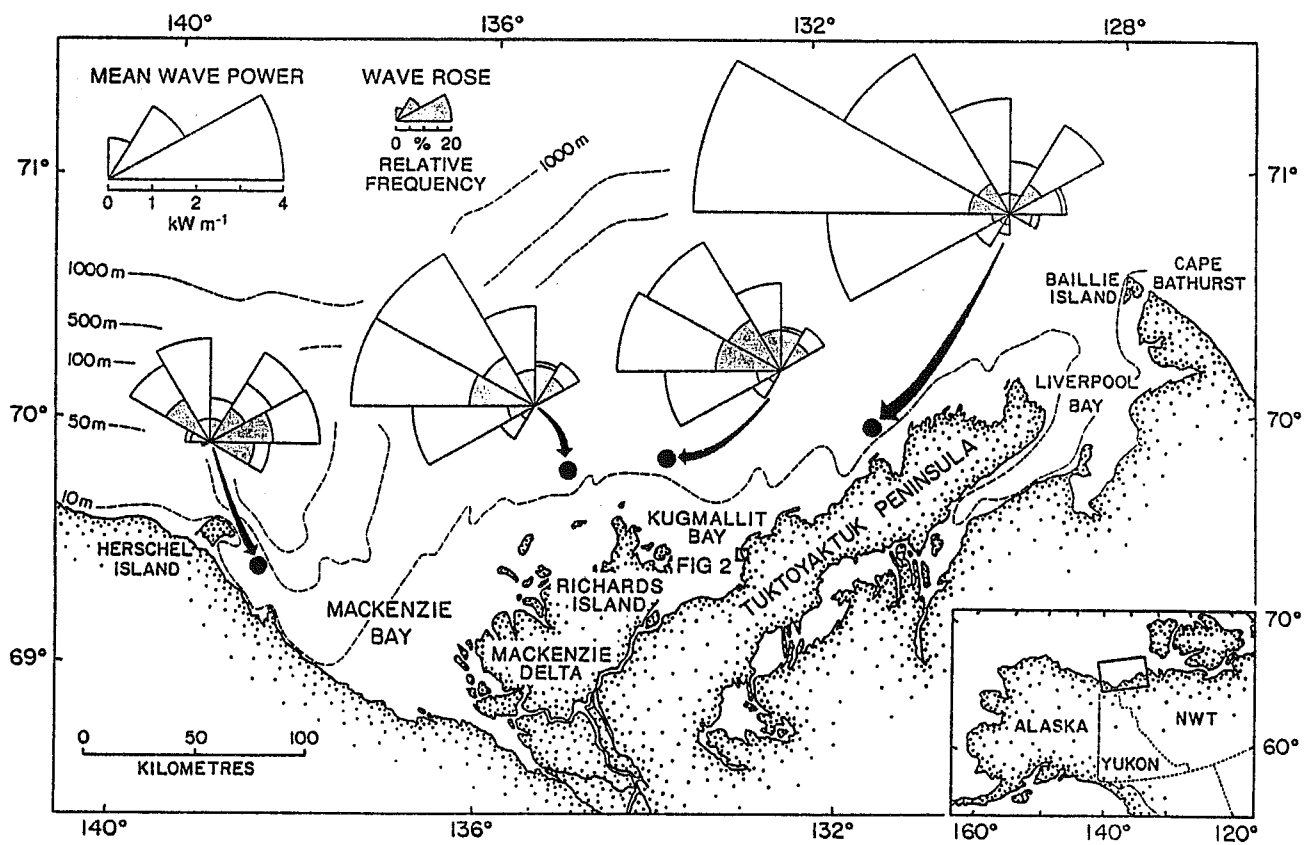 140°
136°
132°
128°
MEAN WAVE POWER
0
1
2
4
kW m⁻¹
WAVE ROSE
0 % 20
RELATIVE
FREQUENCY
71°
71°
1000m
1000m
500m
100m
50m
10m
70°
70°
BAILLIE
ISLAND
CAPE
BATHURST
LIVERPOOL
BAY
HERSCHEL
ISLAND
MACKENZIE
BAY
KUGMALLIT
BAY
FIG 2
TUKTOYAKTUK PENINSULA
RICHARDS
ISLAND
MACKENZIE
DELTA
69°
0 50 100
KILOMETRES
ALASKA
YUKON
NWT
70°
60°
160°
140°
120°
140°
136°
132°